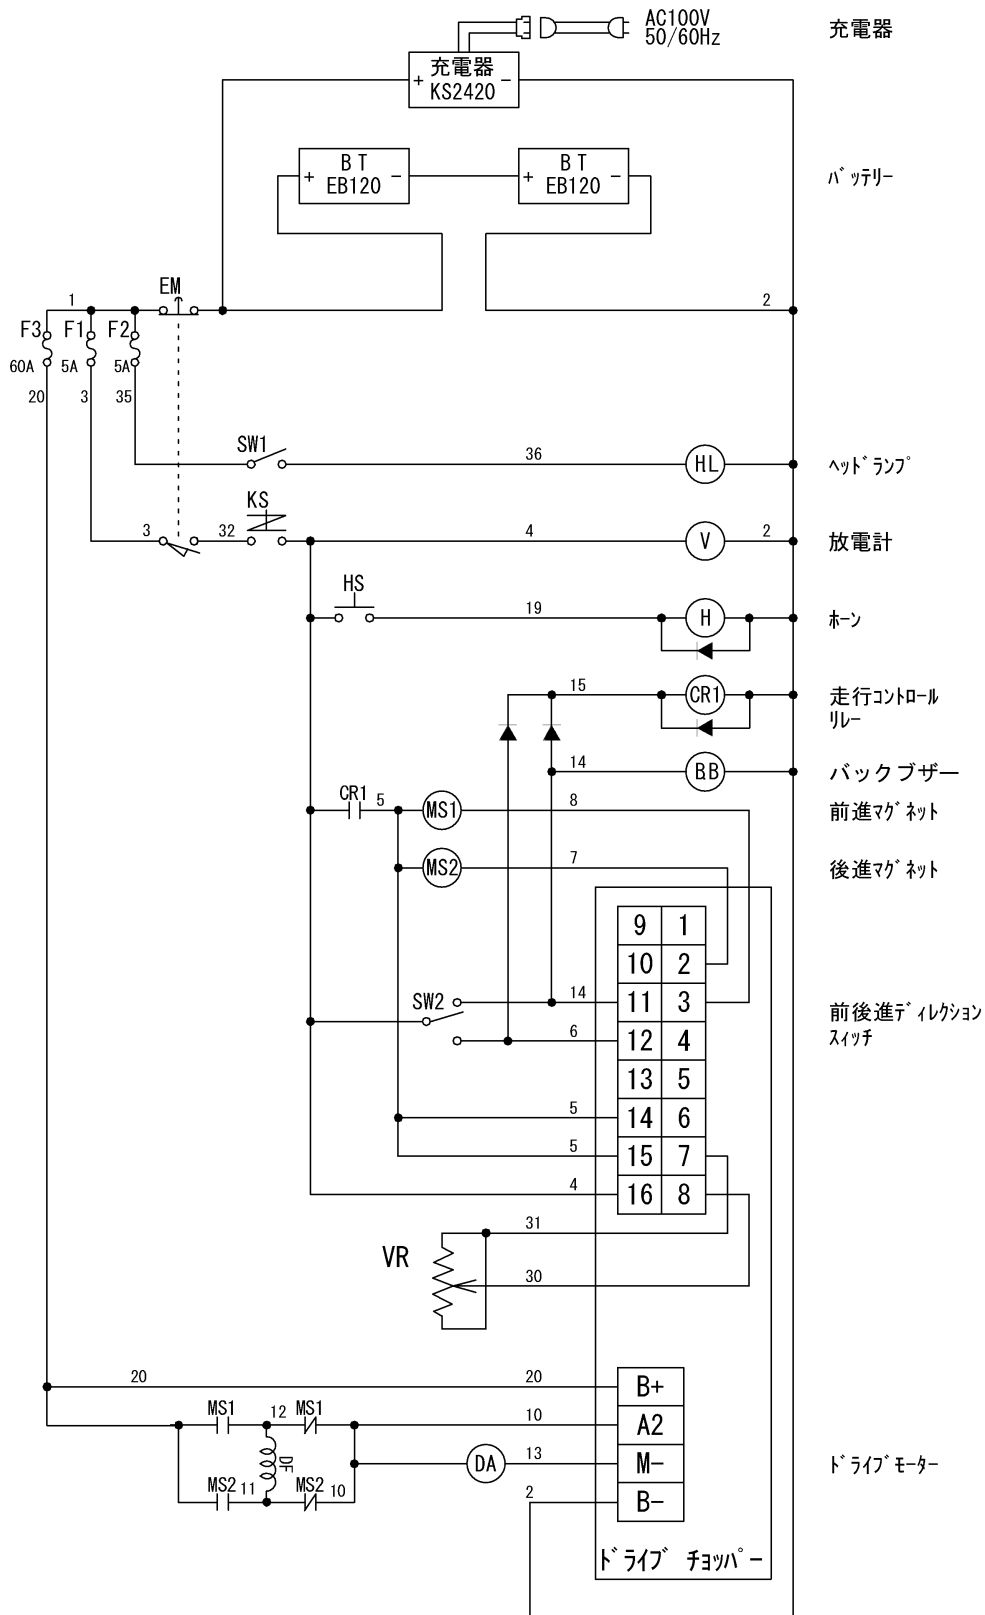 AC100V
50/60Hz
充電器
充電器
+ −
KS2420
BT
EB120
+ −
BT
EB120
+ −
バッテリー
EM
1
2
F3
F1
F2
60A
5A
5A
20
3
35
SW1
36
HL
ヘッドランプ
KS
3
32
4
V
2
放電計
HS
19
H
ホーン
15
CR1
走行コントロール
リレー
14
BB
バックブザー
CR1
5
MS1
8
前進マグネット
MS2
7
後進マグネット
9 1
10 2
SW2
14
11 3
前後進ディレクション
スイッチ
6
12 4
13 5
5
14 6
5
15 7
4
16 8
31
VR
30
20
20
B+
MS1
12
MS1
10
A2
DF
DA
13
M−
ドライブモーター
MS2
11
MS2
10
2
B−
ドライブ チョッパー